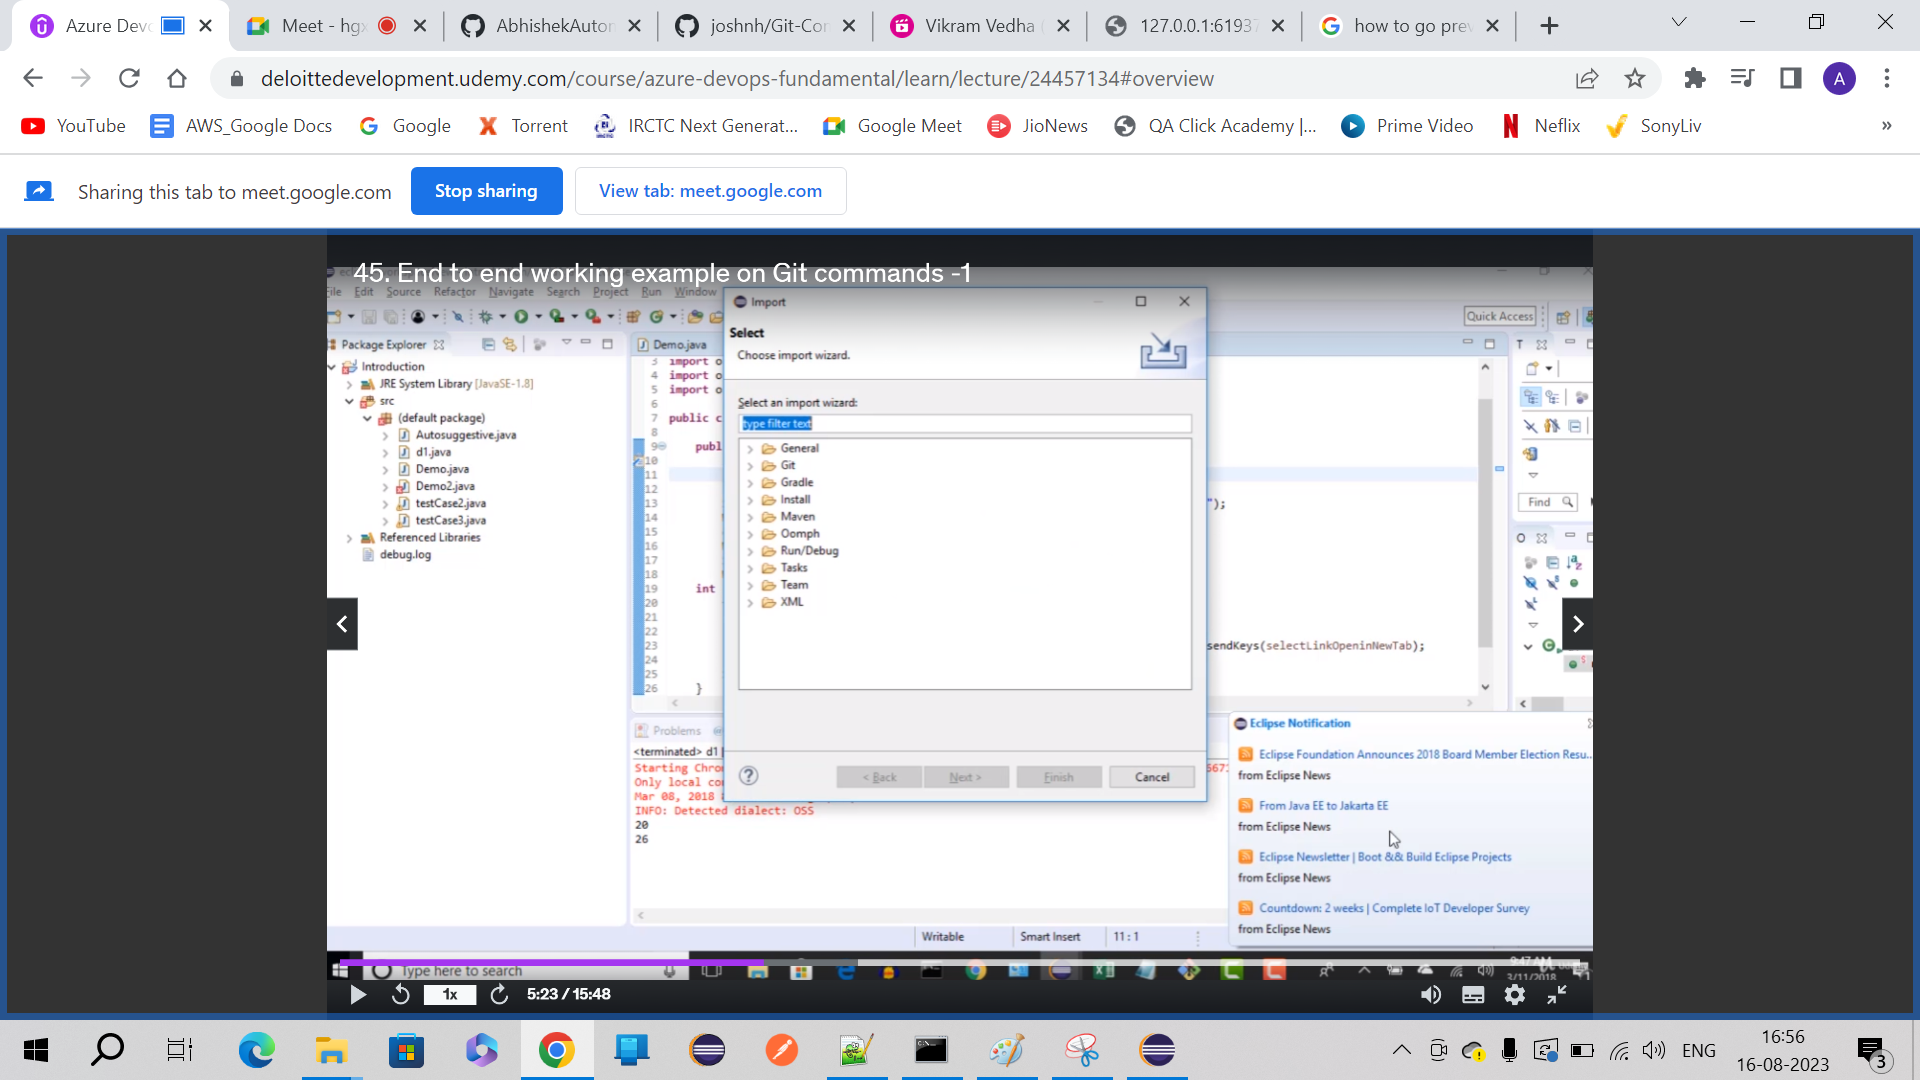 Azure Devo
Meet - hgx
AbhishekAuton
joshnh/Git-Con
Vikram Vedha (
127.0.0.1:61937
how to go prev
deloittedevelopment.udemy.com/course/azure-devops-fundamental/learn/lecture/24457134#overview
A
YouTube
AWS_Google Docs
Google
Torrent
IRCTC Next Generat...
Google Meet
JioNews
QA Click Academy |...
Prime Video
Neflix
SonyLiv
»
Sharing this tab to meet.google.com
Stop sharing
View tab: meet.google.com
45. End to end working example on Git commands -1
File Edit Source Refactor Navigate Search Project Run Window
Quick Access
Package Explorer
Introduction
JRE System Library [JavaSE-1.8]
src
(default package)
Autosuggestive.java
d1.java
Demo.java
Demo2.java
testCase2.java
testCase3.java
Referenced Libraries
debug.log
Demo.java
3 import o
4 import o
5 import o
6
7 public c
8
9 publ
10
11
12
13 ");
14
15
16
17
18
19 int
20
21
22
23 sendKeys(selectLinkOpeninNewTab);
24
25
26 }
Import
Select
Choose import wizard.
Select an import wizard:
type filter text
General
Git
Gradle
Install
Maven
Oomph
Run/Debug
Tasks
Team
XML
< Back
Next >
Finish
Cancel
Find
Problems
<terminated> d1
Starting Chro
Only local co
Mar 08, 2018
INFO: Detected dialect: OSS
20
26
Eclipse Notification
Eclipse Foundation Announces 2018 Board Member Election Resu...
from Eclipse News
From Java EE to Jakarta EE
from Eclipse News
Eclipse Newsletter | Boot && Build Eclipse Projects
from Eclipse News
Countdown: 2 weeks | Complete IoT Developer Survey
from Eclipse News
Writable
Smart Insert
11 : 1
Type here to search
9:47 AM
3/11/2018
1x
5:23 / 15:48
ENG
16:56
16-08-2023
3